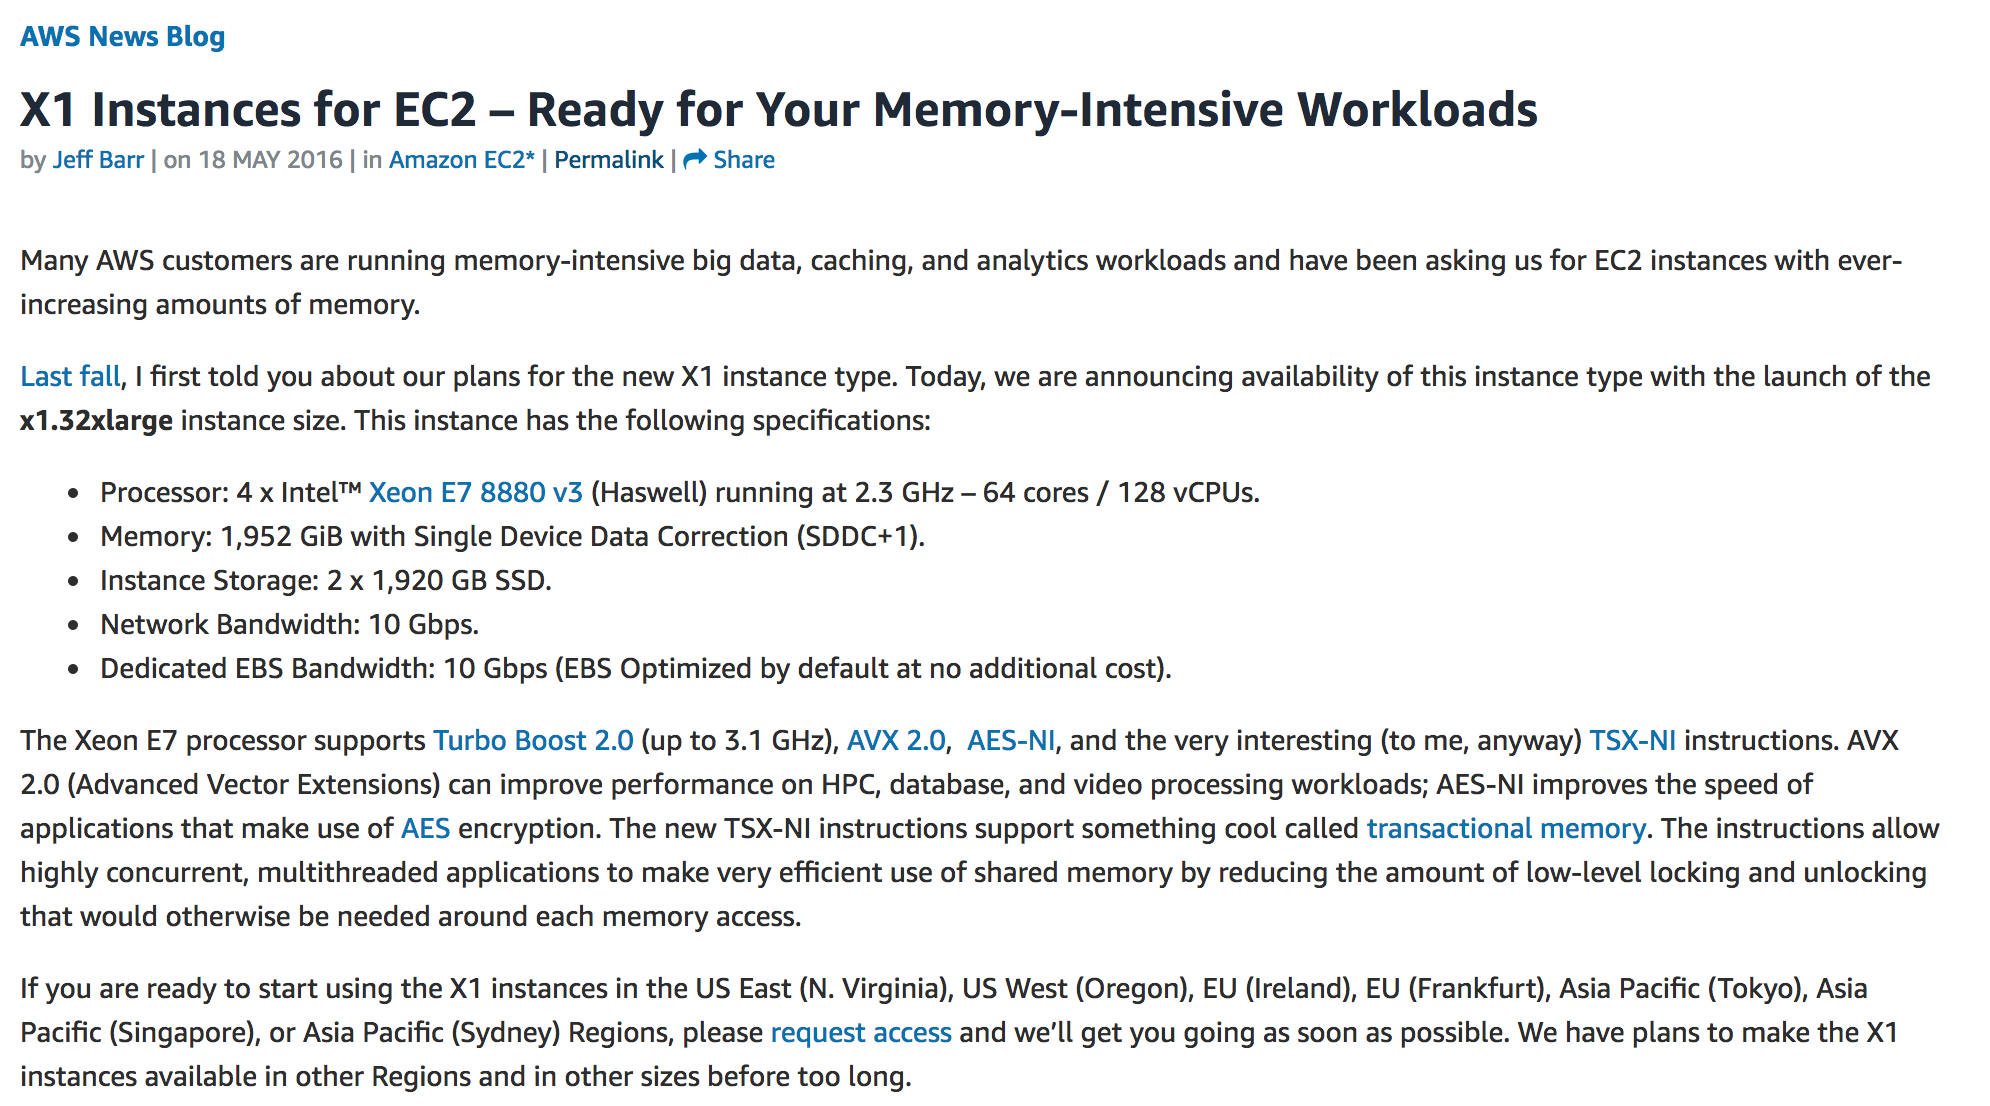 AWS News Blog
X1 Instances for EC2 – Ready for Your Memory-Intensive Workloads
by Jeff Barr | on 18 MAY 2016 | in Amazon EC2* | Permalink | Share
Many AWS customers are running memory-intensive big data, caching, and analytics workloads and have been asking us for EC2 instances with ever-
increasing amounts of memory.
Last fall, I first told you about our plans for the new X1 instance type. Today, we are announcing availability of this instance type with the launch of the
x1.32xlarge instance size. This instance has the following specifications:
• Processor: 4 x Intel™ Xeon E7 8880 v3 (Haswell) running at 2.3 GHz – 64 cores / 128 vCPUs.
• Memory: 1,952 GiB with Single Device Data Correction (SDDC+1).
• Instance Storage: 2 x 1,920 GB SSD.
• Network Bandwidth: 10 Gbps.
• Dedicated EBS Bandwidth: 10 Gbps (EBS Optimized by default at no additional cost).
The Xeon E7 processor supports Turbo Boost 2.0 (up to 3.1 GHz), AVX 2.0, AES-NI, and the very interesting (to me, anyway) TSX-NI instructions. AVX
2.0 (Advanced Vector Extensions) can improve performance on HPC, database, and video processing workloads; AES-NI improves the speed of
applications that make use of AES encryption. The new TSX-NI instructions support something cool called transactional memory. The instructions allow
highly concurrent, multithreaded applications to make very efficient use of shared memory by reducing the amount of low-level locking and unlocking
that would otherwise be needed around each memory access.
If you are ready to start using the X1 instances in the US East (N. Virginia), US West (Oregon), EU (Ireland), EU (Frankfurt), Asia Pacific (Tokyo), Asia
Pacific (Singapore), or Asia Pacific (Sydney) Regions, please request access and we’ll get you going as soon as possible. We have plans to make the X1
instances available in other Regions and in other sizes before too long.